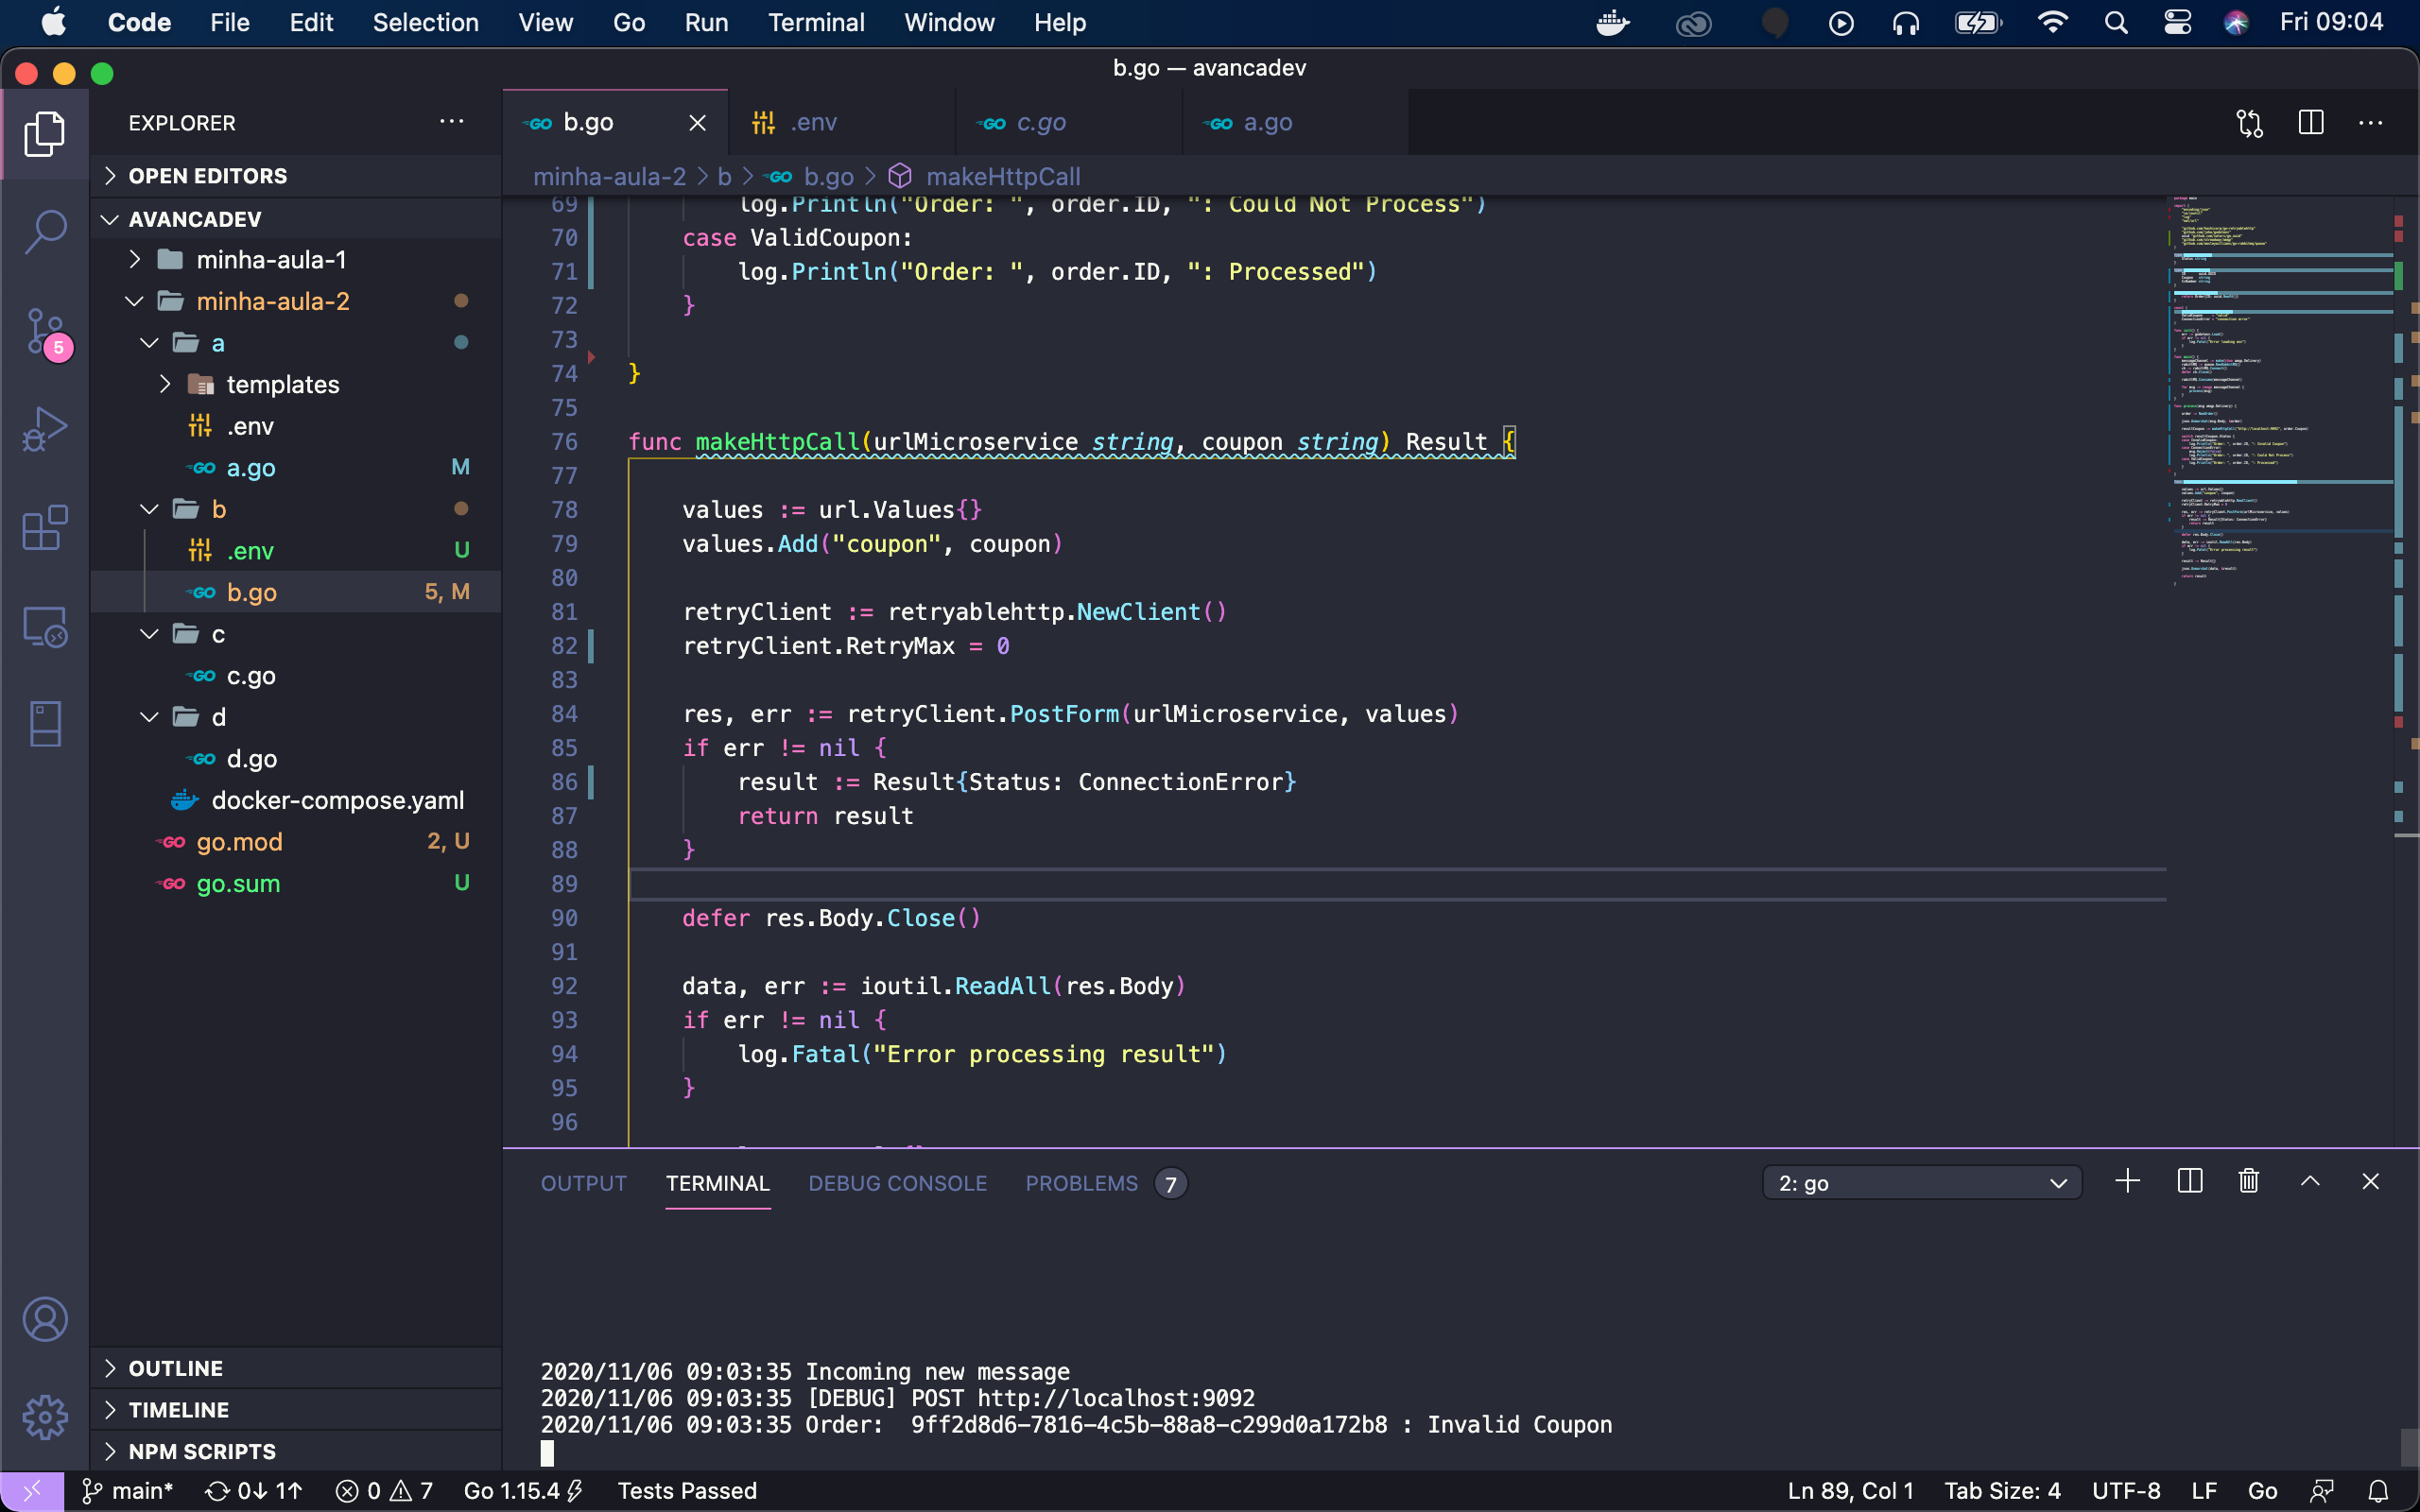 Code File Edit Selection View Go Run Terminal Window Help Fri 09:04
b.go — avancadev
EXPLORER
b.go .env c.go a.go
OPEN EDITORS
minha-aula-2 > b > b.go > makeHttpCall
AVANCADEV
minha-aula-1
minha-aula-2
a
templates
.env
a.go M
b
.env U
b.go 5, M
c
c.go
d
d.go
docker-compose.yaml
go.mod 2, U
go.sum U
OUTLINE
TIMELINE
NPM SCRIPTS
5
69 log.Println("Order: ", order.ID, ": Could Not Process")
70 case ValidCoupon:
71 log.Println("Order: ", order.ID, ": Processed")
72 }
73
74 }
75
76 func makeHttpCall(urlMicroservice string, coupon string) Result {
77
78 values := url.Values{}
79 values.Add("coupon", coupon)
80
81 retryClient := retryablehttp.NewClient()
82 retryClient.RetryMax = 0
83
84 res, err := retryClient.PostForm(urlMicroservice, values)
85 if err != nil {
86 result := Result{Status: ConnectionError}
87 return result
88 }
89
90 defer res.Body.Close()
91
92 data, err := ioutil.ReadAll(res.Body)
93 if err != nil {
94 log.Fatal("Error processing result")
95 }
96
OUTPUT TERMINAL DEBUG CONSOLE PROBLEMS 7 2: go
2020/11/06 09:03:35 Incoming new message
2020/11/06 09:03:35 [DEBUG] POST http://localhost:9092
2020/11/06 09:03:35 Order:  9ff2d8d6-7816-4c5b-88a8-c299d0a172b8 : Invalid Coupon
main* 0↓ 1↑ 0 7 Go 1.15.4 Tests Passed Ln 89, Col 1 Tab Size: 4 UTF-8 LF Go